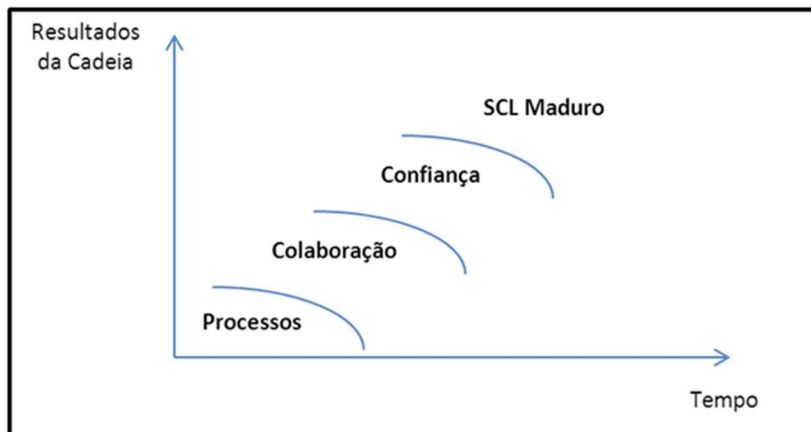 Resultados
da Cadeia
SCL Maduro
Confiança
Colaboração
Processos
Tempo